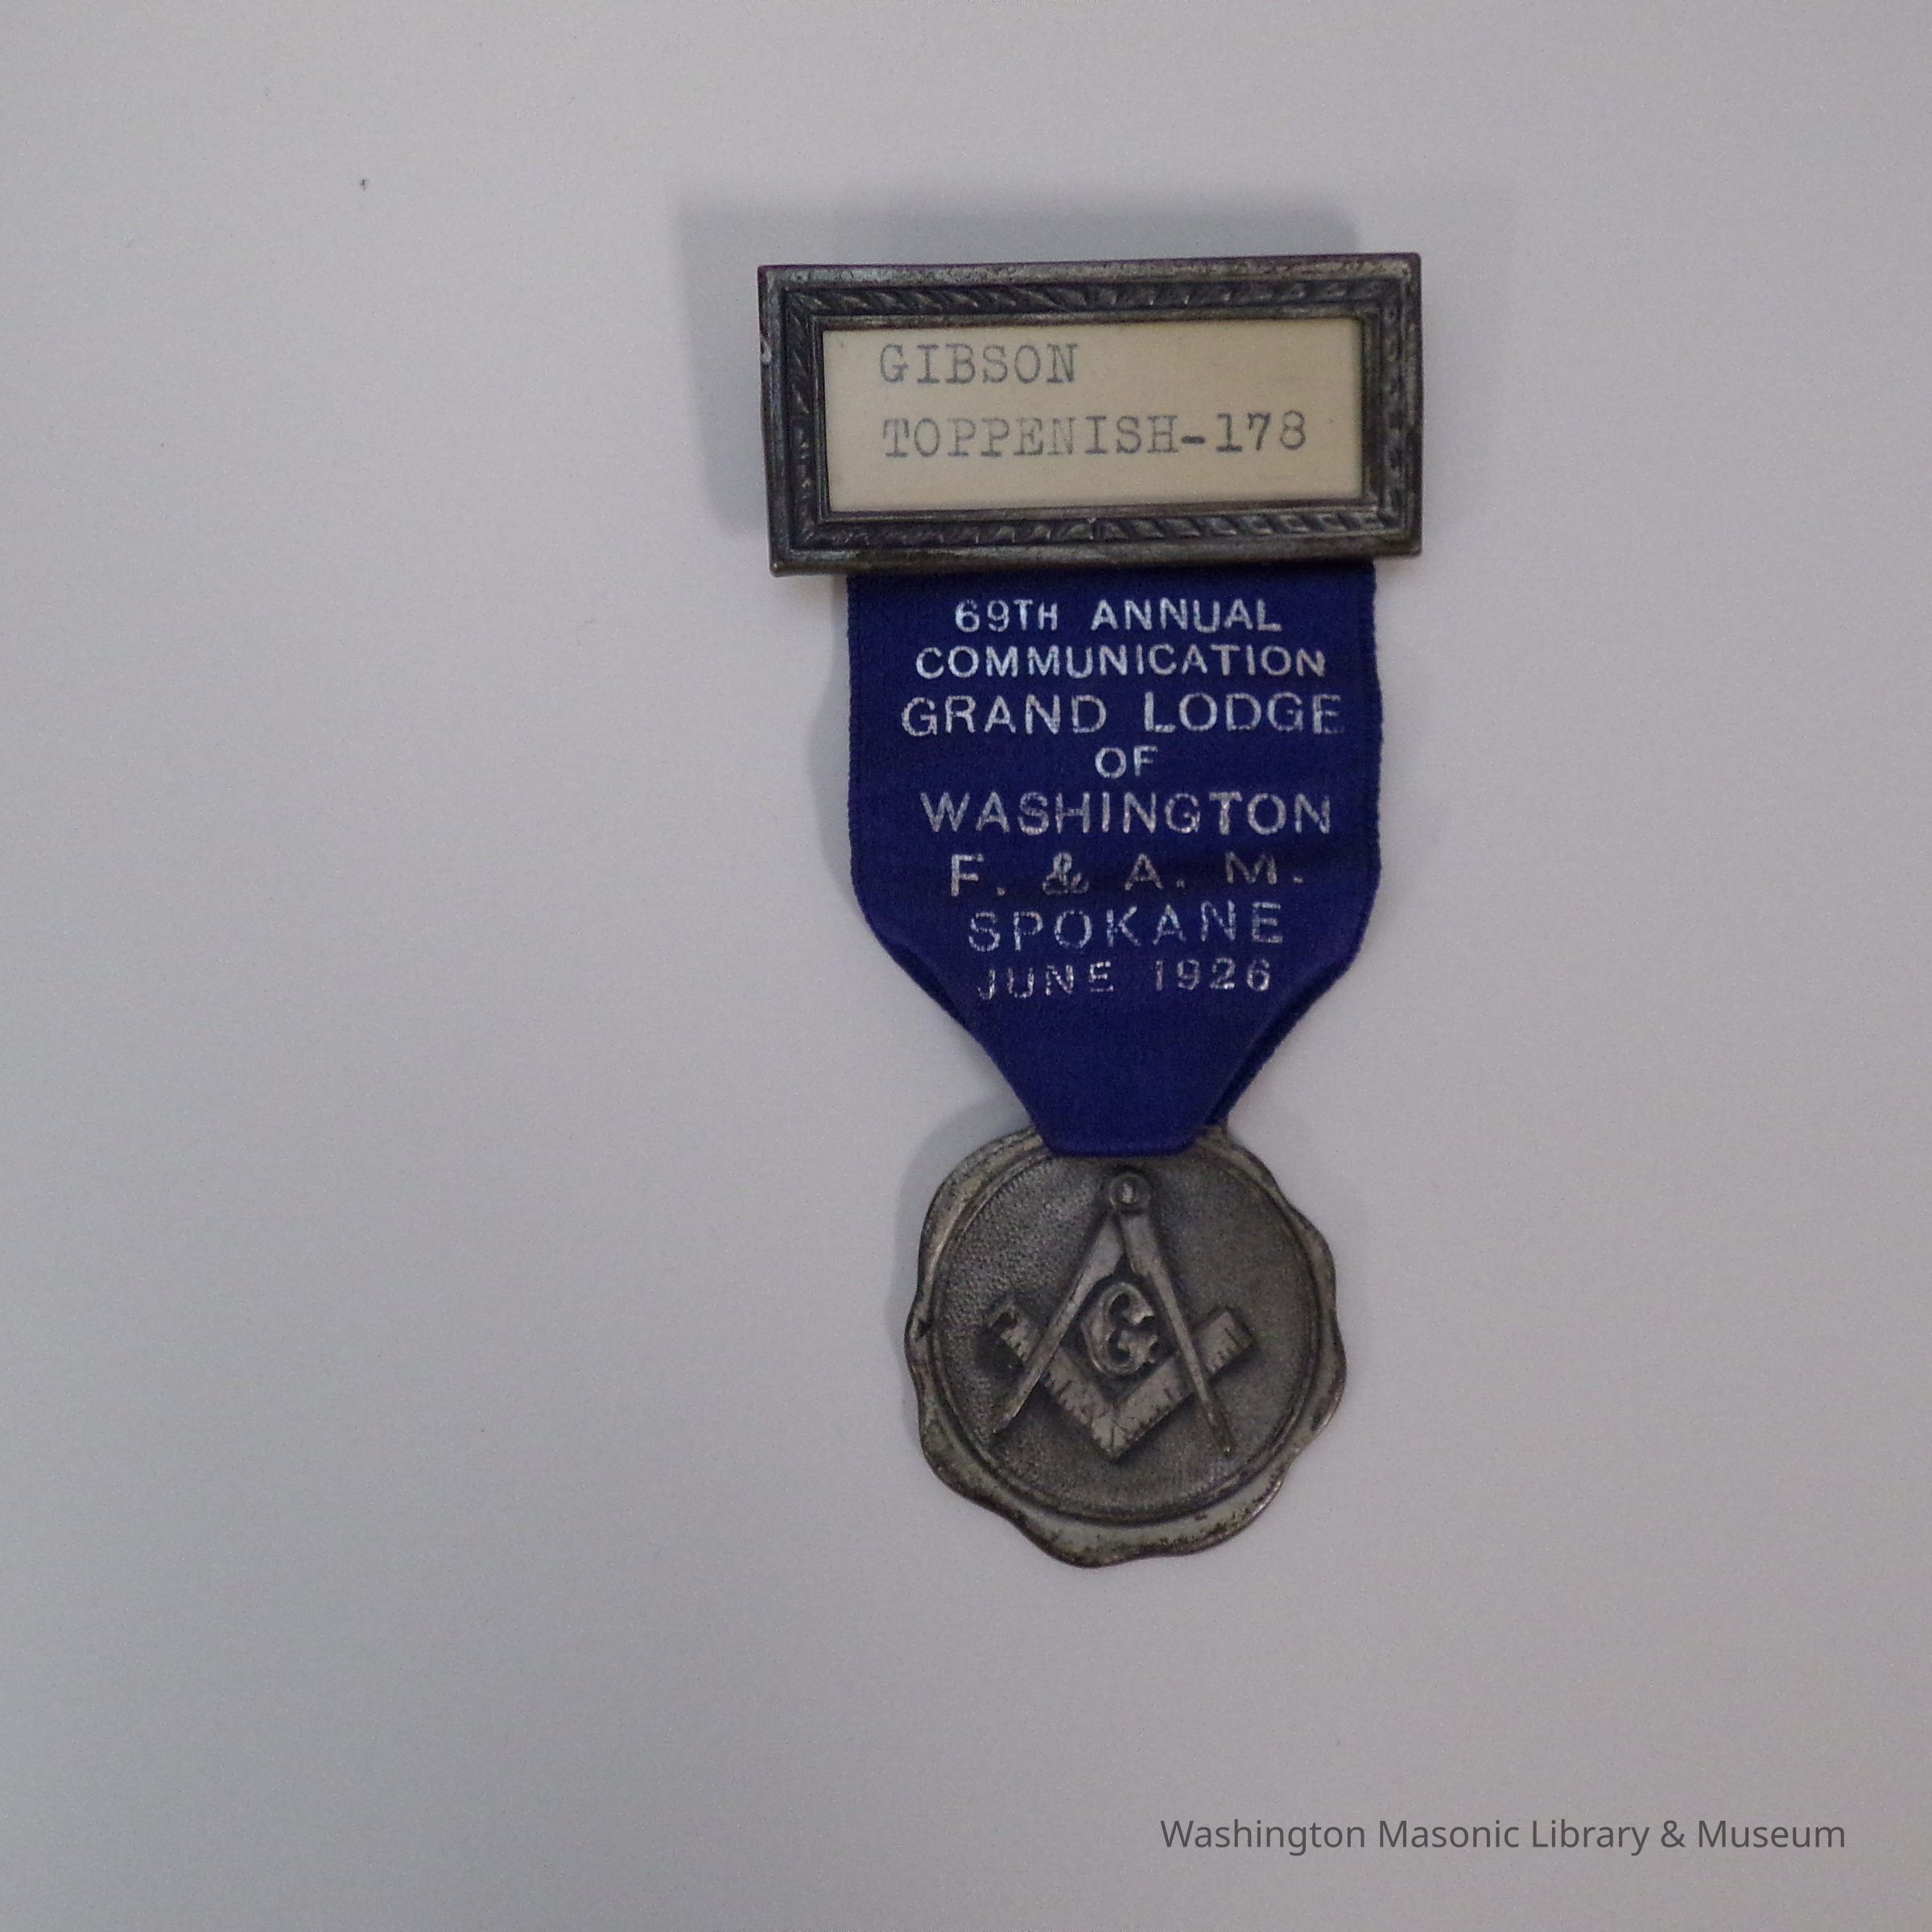 GIBSON
TOPPENISH-178
69TH ANNUAL
COMMUNICATION
GRAND LODGE
OF
WASHINGTON
F. & A. M.
SPOKANE
JUNE 1926
G
Washington Masonic Library & Museum